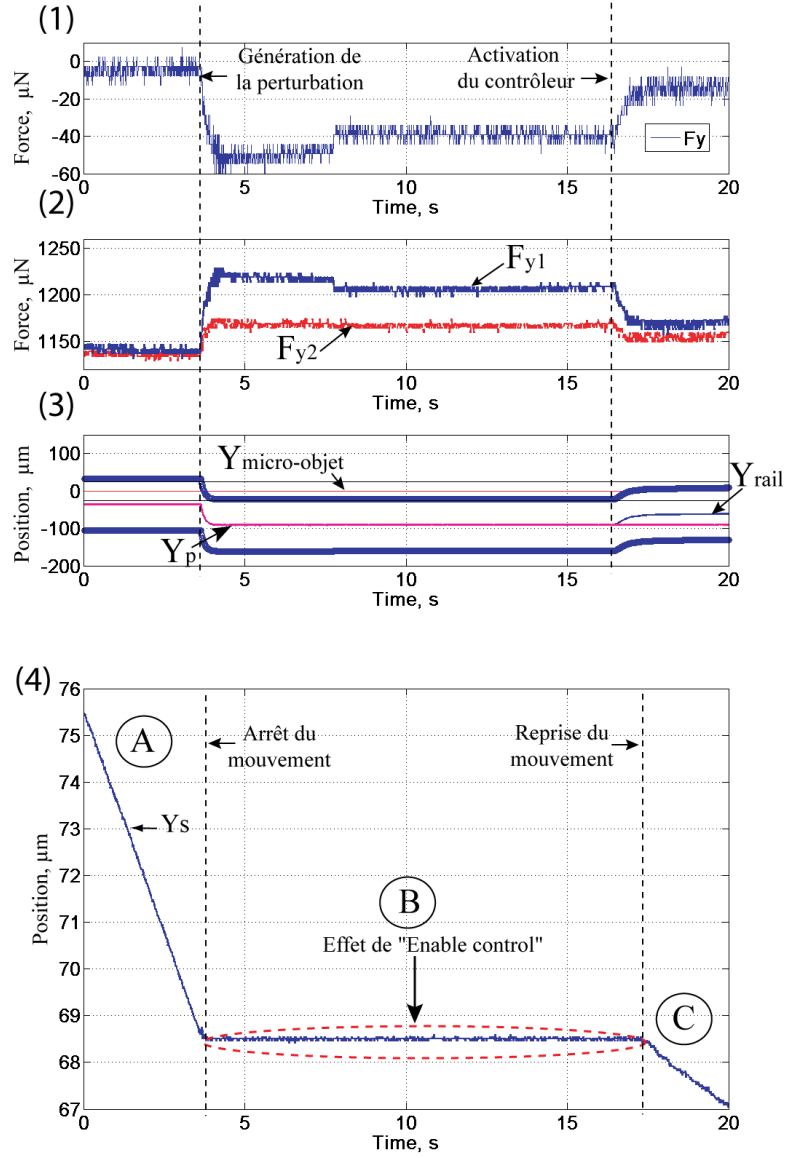 (1)
Force, µN
0
-20
-40
-60
Génération de
la perturbation
Activation
du contrôleur
Fy
0
5
10
15
20
Time, s
(2)
Force, µN
1250
1200
1150
Fy1
Fy2
0
5
10
15
20
Time, s
(3)
Position, µm
100
0
-100
-200
Ymicro-objet
Yrail
Yp
0
5
10
15
20
Time, s
(4)
Position, µm
76
75
74
73
72
71
70
69
68
67
A
Arrêt du
mouvement
Reprise du
mouvement
Ys
B
Effet de "Enable control"
C
0
5
10
15
20
Time, s